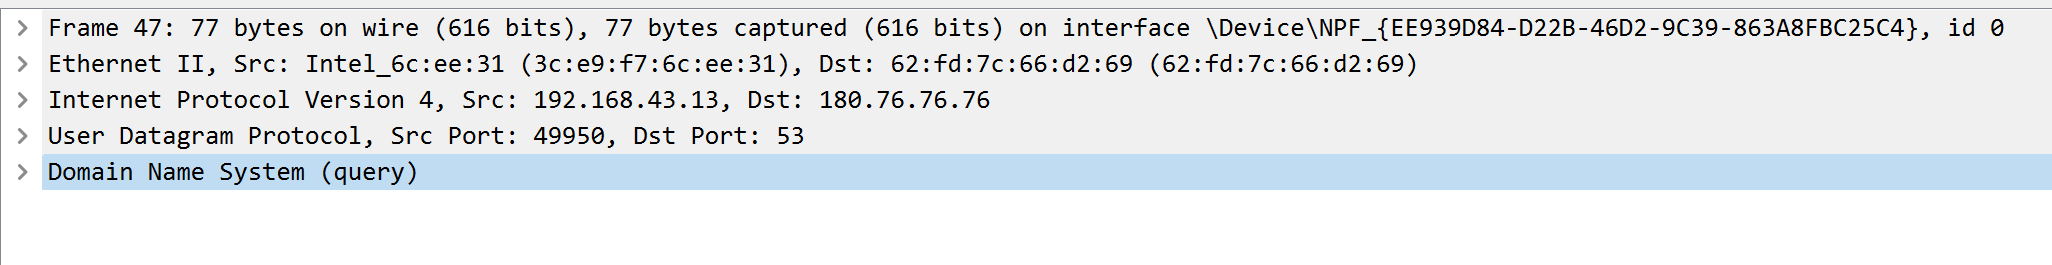 Frame 47: 77 bytes on wire (616 bits), 77 bytes captured (616 bits) on interface \Device\NPF_{EE939D84-D22B-46D2-9C39-863A8FBC25C4}, id 0
Ethernet II, Src: Intel_6c:ee:31 (3c:e9:f7:6c:ee:31), Dst: 62:fd:7c:66:d2:69 (62:fd:7c:66:d2:69)
Internet Protocol Version 4, Src: 192.168.43.13, Dst: 180.76.76.76
User Datagram Protocol, Src Port: 49950, Dst Port: 53
Domain Name System (query)